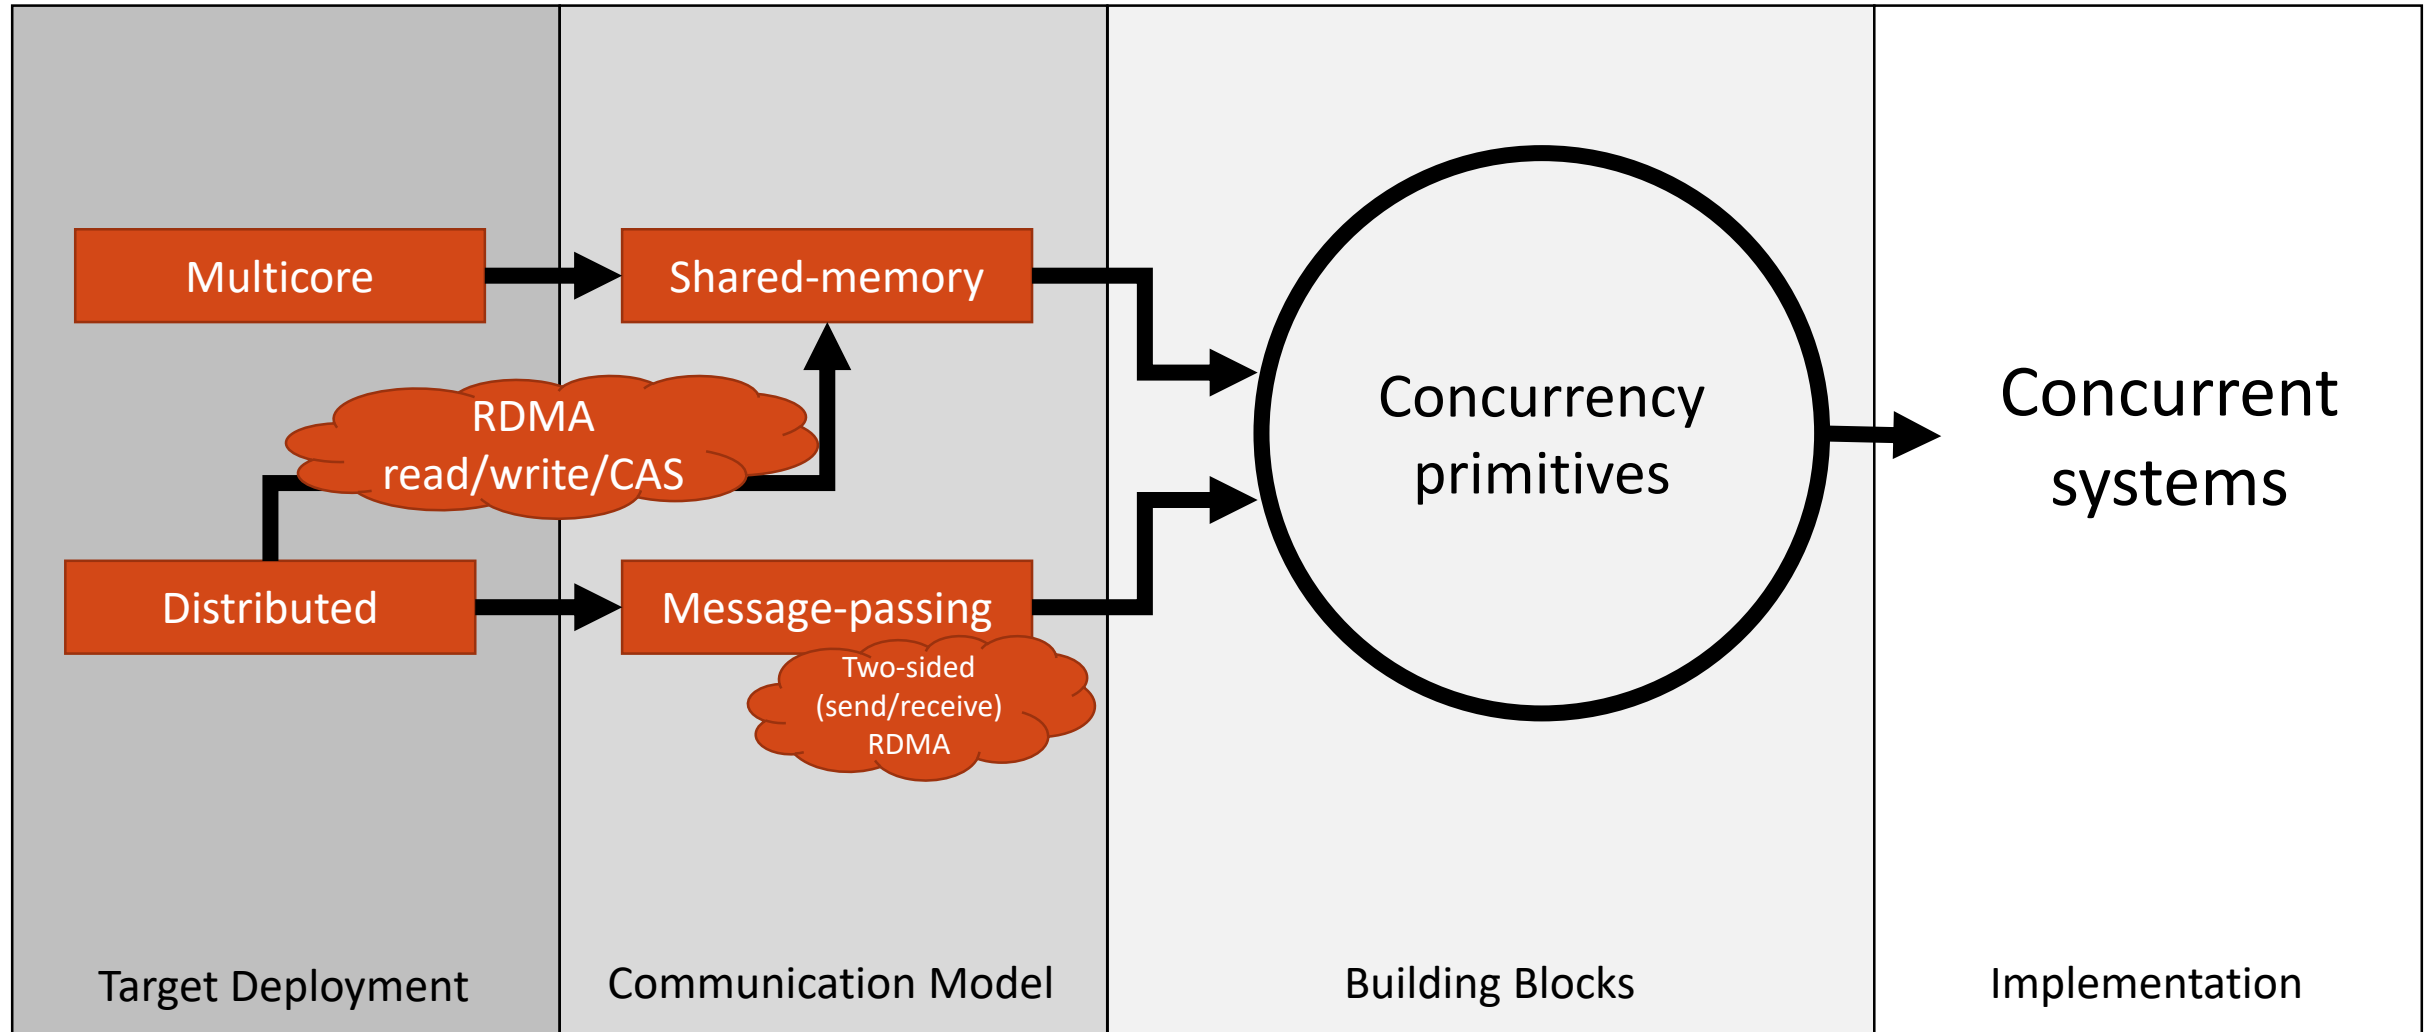 Multicore
Shared-memory
RDMA
read/write/CAS
Distributed
Message-passing
Two-sided
(send/receive)
RDMA
Concurrency
primitives
Concurrent
systems
Target Deployment
Communication Model
Building Blocks
Implementation